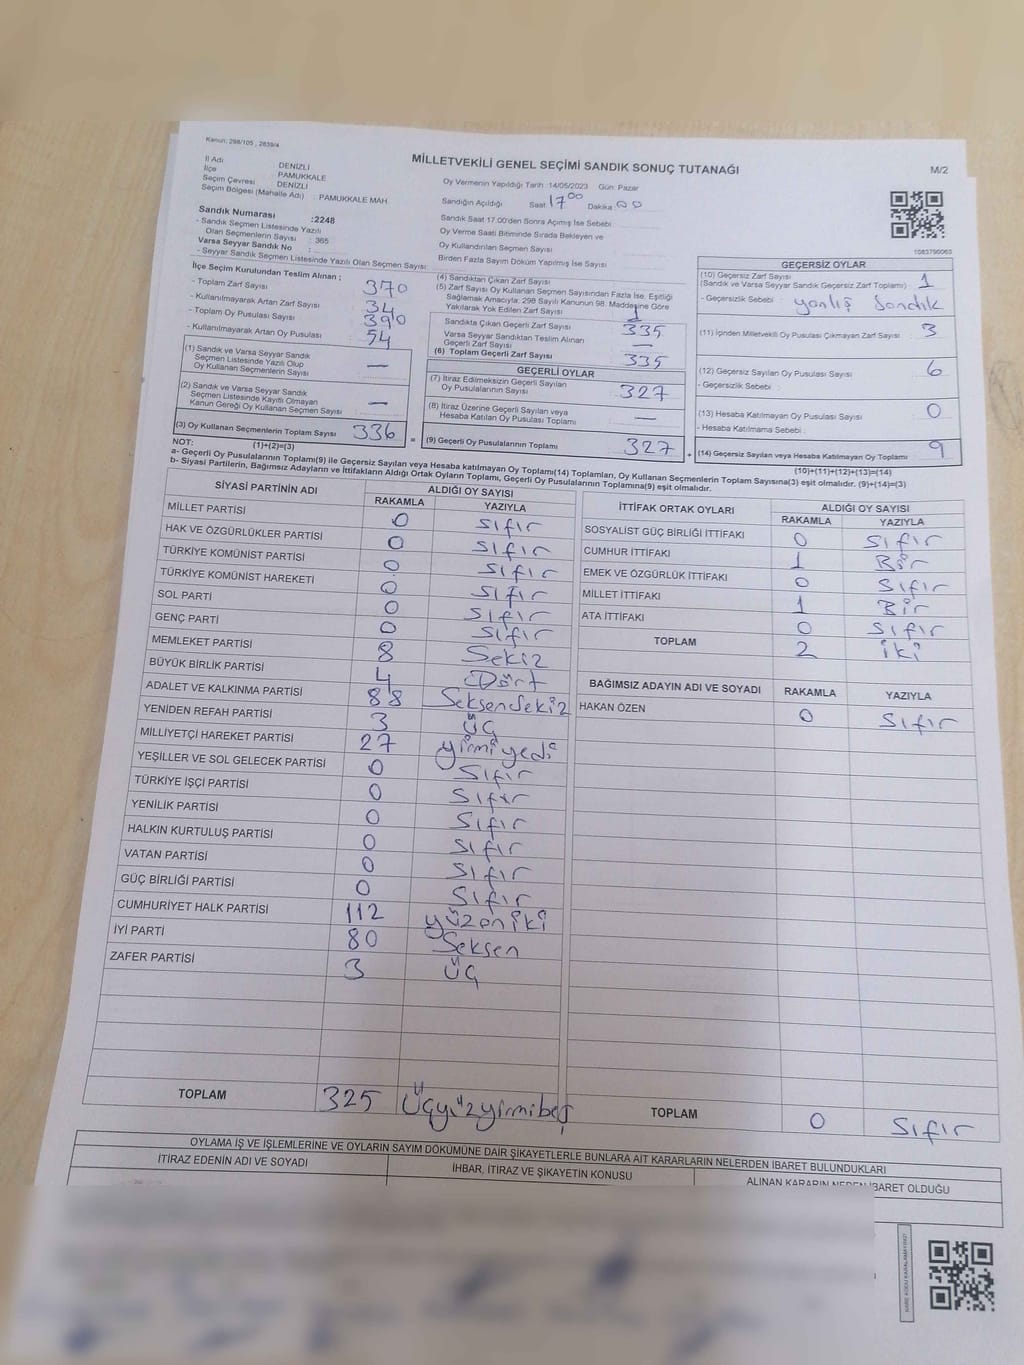 Kanun: 298/105 , 2839/4
MİLLETVEKİLİ GENEL SEÇİMİ SANDIK SONUÇ TUTANAĞI
M/2
İl Adı DENİZLİ
İlçe PAMUKKALE
Seçim Çevresi DENİZLİ
Seçim Bölgesi (Mahalle Adı) : PAMUKKALE MAH.
Sandık Numarası :2248
- Sandık Seçmen Listesinde Yazılı
Olan Seçmenlerin Sayısı : 365
Varsa Seyyar Sandık No :
- Seyyar Sandık Seçmen Listesinde Yazılı Olan Seçmen Sayısı:
Oy Vermenin Yapıldığı Tarih 14/05/2023 Gün: Pazar
Sandığın Açıldığı Saat 17 00 Dakika 00
Sandık Saat 17.00'den Sonra Açımış İse Sebebi
Oy Verme Saati Bitiminde Sırada Bekleyen ve
Oy Kullandırılan Seçmen Sayısı
Birden Fazla Sayım Döküm Yapılmış İse Sayısı
1083790063
İlçe Seçim Kurulundan Teslim Alınan ;
- Toplam Zarf Sayısı 370
- Kullanılmayarak Artan Zarf Sayısı 34
- Toplam Oy Pusulası Sayısı 390
- Kullanılmayarak Artan Oy Pusulası 54
(1) Sandık ve Varsa Seyyar Sandık
Seçmen Listesinde Yazılı Olup
Oy Kullanan Seçmenlerin Sayısı —
(2) Sandık ve Varsa Seyyar Sandık
Seçmen Listesinde Kayıtlı Olmayan
Kanun Gereği Oy Kullanan Seçmen Sayısı —
(3) Oy Kullanan Seçmenlerin Toplam Sayısı 336
(1)+(2)=(3)
(4) Sandıktan Çıkan Zarf Sayısı
(5) Zarf Sayısı Oy Kullanan Seçmen Sayısından Fazla İse, Eşitliği
Sağlamak Amacıyla, 298 Sayılı Kanunun 98. Maddesine Göre
Yakılarak Yok Edilen Zarf Sayısı: 1
Sandıkta Çıkan Geçerli Zarf Sayısı 335
Varsa Seyyar Sandıktan Teslim Alınan
Geçerli Zarf Sayısı —
(6) Toplam Geçerli Zarf Sayısı 335
GEÇERLİ OYLAR
(7) İtiraz Edilmeksizin Geçerli Sayılan
Oy Pusulalarının Sayısı 327
(8) İtiraz Üzerine Geçerli Sayılan veya
Hesaba Katılan Oy Pusulası Toplamı —
= (9) Geçerli Oy Pusulalarının Toplamı 327 +
GEÇERSİZ OYLAR
(10) Geçersiz Zarf Sayısı
(Sandık ve Varsa Seyyar Sandık Geçersiz Zarf Toplamı) : 1
- Geçersizlik Sebebi : yanlış Sandık
(11) İçinden Milletvekili Oy Pusulası Çıkmayan Zarf Sayısı : 3
(12) Geçersiz Sayılan Oy Pusulası Sayısı 6
- Geçersizlik Sebebi :
(13) Hesaba Katılmayan Oy Pusulası Sayısı 0
- Hesaba Katılmama Sebebi :
(14) Geçersiz Sayılan veya Hesaba Katılmayan Oy Toplamı 9
(10)+(11)+(12)+(13)=(14)
NOT:
a- Geçerli Oy Pusulalarının Toplamı(9) ile Geçersiz Sayılan veya Hesaba katılmayan Oy Toplamı(14) Toplamları, Oy Kullanan Seçmenlerin Toplam Sayısına(3) eşit olmalıdır. (9)+(14)=(3)
b- Siyasi Partilerin, Bağımsız Adayların ve İttifakların Aldığı Ortak Oyların Toplamı, Geçerli Oy Pusulalarının Toplamına(9) eşit olmalıdır.
SİYASİ PARTİNİN ADI ALDIĞI OY SAYISI
RAKAMLA YAZIYLA
MİLLET PARTİSİ 0 Sıfır
HAK VE ÖZGÜRLÜKLER PARTİSİ 0 Sıfır
TÜRKİYE KOMÜNİST PARTİSİ 0 Sıfır
TÜRKİYE KOMÜNİST HAREKETİ 0 Sıfır
SOL PARTİ 0 Sıfır
GENÇ PARTİ 0 Sıfır
MEMLEKET PARTİSİ 8 Sekiz
BÜYÜK BİRLİK PARTİSİ 4 Dört
ADALET VE KALKINMA PARTİSİ 88 Seksensekiz
YENİDEN REFAH PARTİSİ 3 Üç
MİLLİYETÇİ HAREKET PARTİSİ 27 yirmiyedi
YEŞİLLER VE SOL GELECEK PARTİSİ 0 Sıfır
TÜRKİYE İŞÇİ PARTİSİ 0 Sıfır
YENİLİK PARTİSİ 0 Sıfır
HALKIN KURTULUŞ PARTİSİ 0 Sıfır
VATAN PARTİSİ 0 Sıfır
GÜÇ BİRLİĞİ PARTİSİ 0 Sıfır
CUMHURİYET HALK PARTİSİ 112 yüzoniki
İYİ PARTİ 80 Seksen
ZAFER PARTİSİ 3 Üç
TOPLAM 325 Üçyüzyirmibeş
İTTİFAK ORTAK OYLARI ALDIĞI OY SAYISI
RAKAMLA YAZIYLA
SOSYALİST GÜÇ BİRLİĞİ İTTİFAKI 0 Sıfır
CUMHUR İTTİFAKI 1 Bir
EMEK VE ÖZGÜRLÜK İTTİFAKI 0 Sıfır
MİLLET İTTİFAKI 1 Bir
ATA İTTİFAKI 0 Sıfır
TOPLAM 2 iki
BAĞIMSIZ ADAYIN ADI VE SOYADI RAKAMLA YAZIYLA
HAKAN ÖZEN 0 Sıfır
TOPLAM 0 Sıfır
OYLAMA İŞ VE İŞLEMLERİNE VE OYLARIN SAYIM DÖKÜMÜNE DAİR ŞİKAYETLERLE BUNLARA AİT KARARLARIN NELERDEN İBARET BULUNDUKLARI
İTİRAZ EDENİN ADI VE SOYADI İHBAR, İTİRAZ VE ŞİKAYETİN KONUSU ALINAN KARARIN NEDEN İBARET OLDUĞU